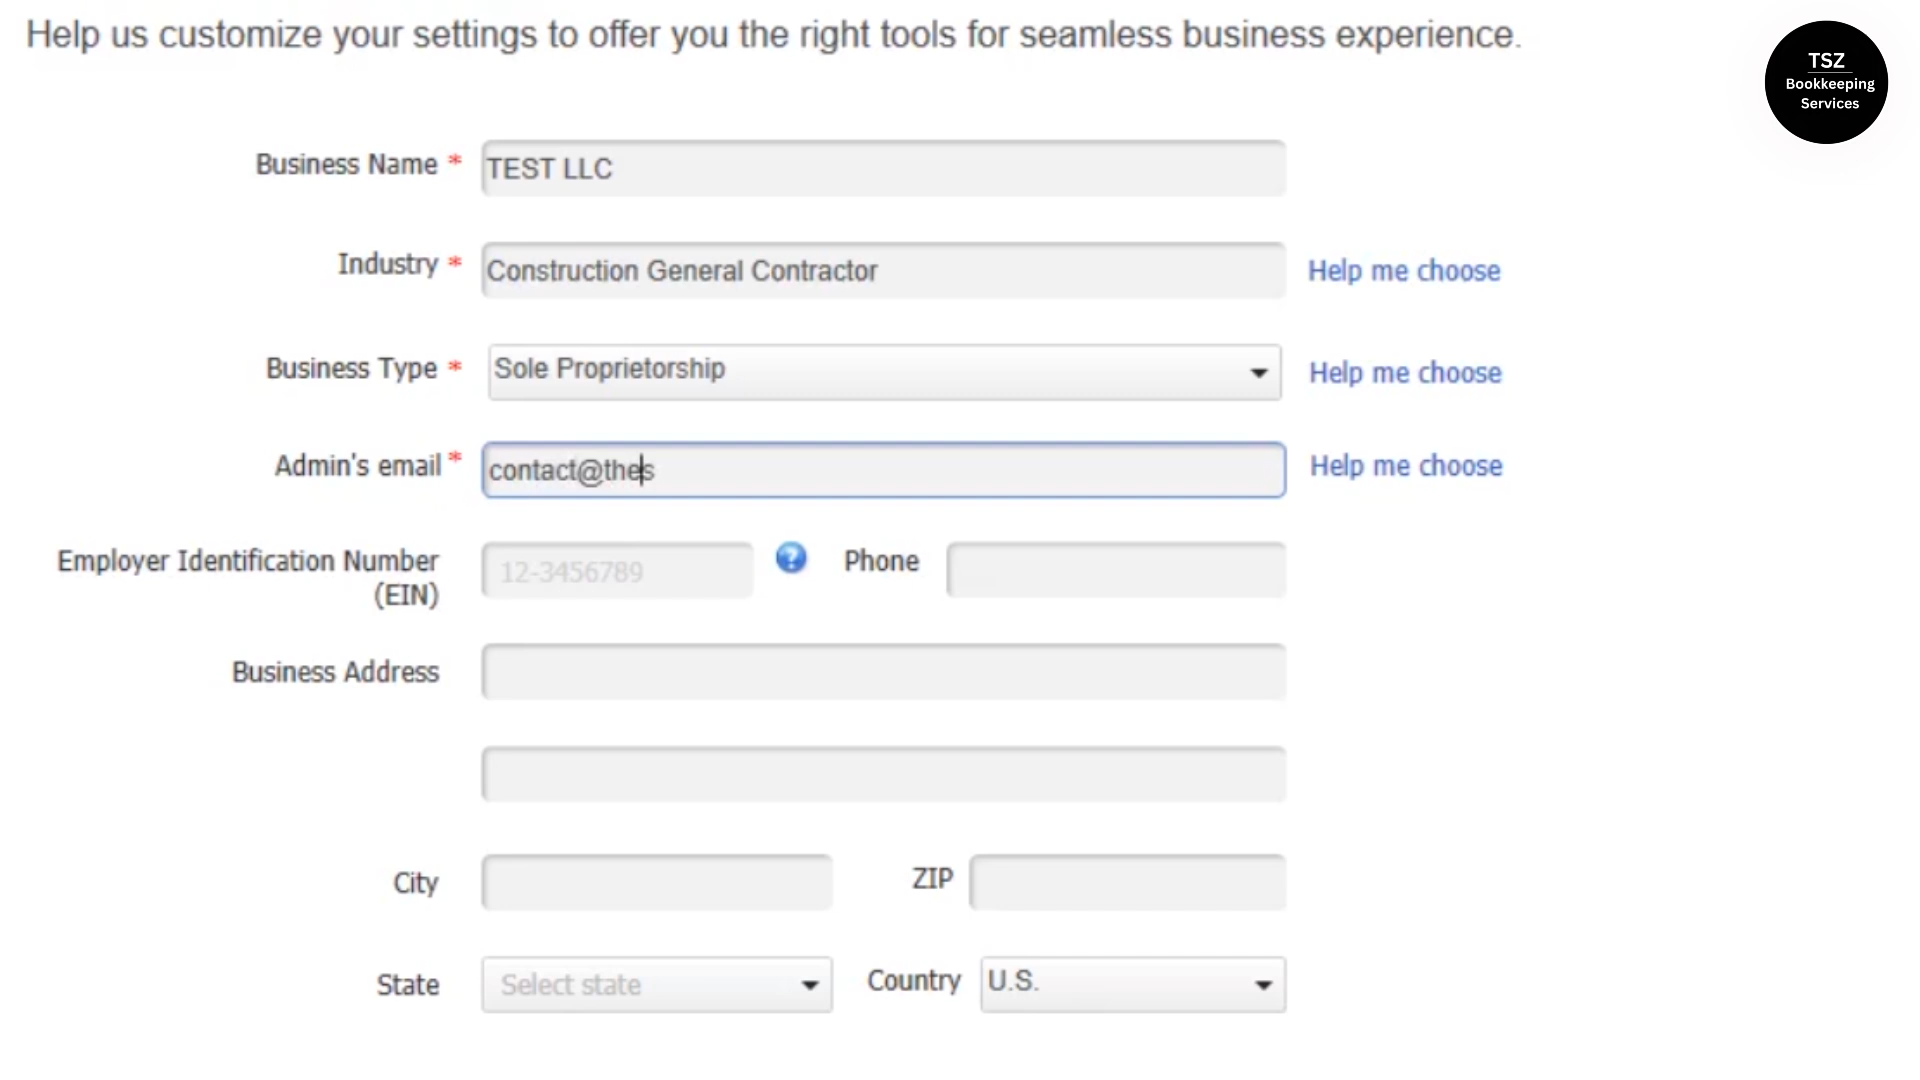 Help us customize your settings to offer you the right tools for seamless business experience.
TSZ
Bookkeeping
Services
Business Name * TEST LLC
Industry * Construction General Contractor Help me choose
Business Type * Sole Proprietorship Help me choose
Admin's email * contact@thes Help me choose
Employer Identification Number
(EIN) 12-3456789 ? Phone
Business Address
City ZIP
State Select state Country U.S.